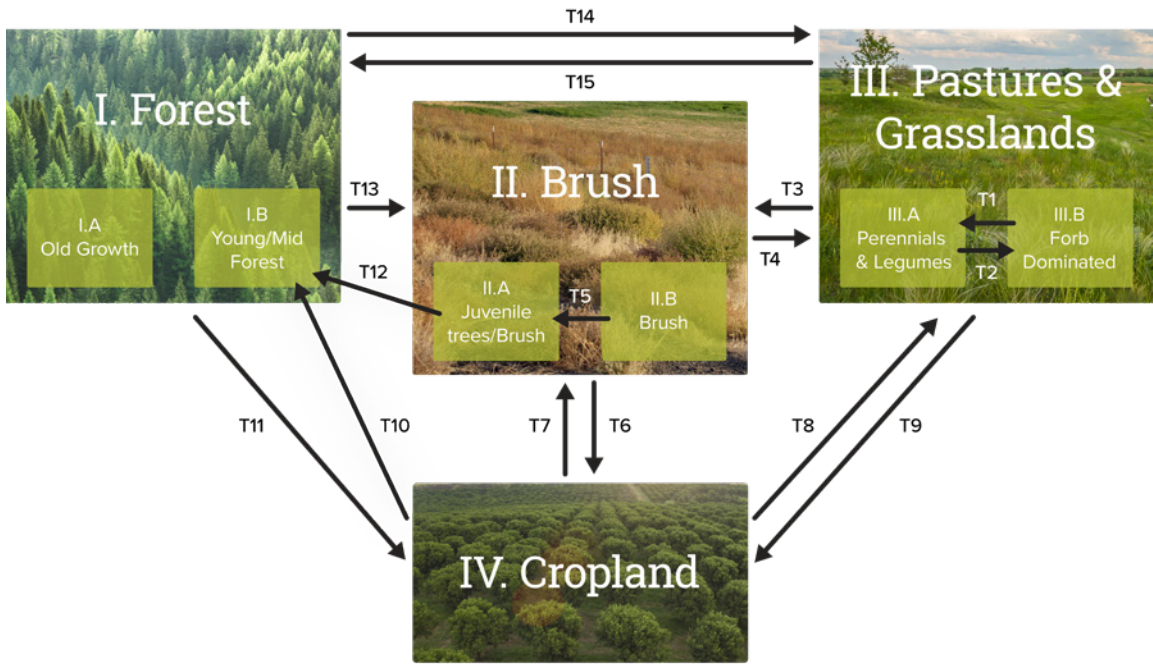 T14
T15
I. Forest
I.A
Old Growth
I.B
Young/Mid
Forest
T13
T12
II. Brush
II.A
Juvenile
trees/Brush
T5
II.B
Brush
T3
T4
III. Pastures &
Grasslands
III.A
Perennials
& Legumes
T1
T2
III.B
Forb
Dominated
T11
T10
T7
T6
T8
T9
IV. Cropland